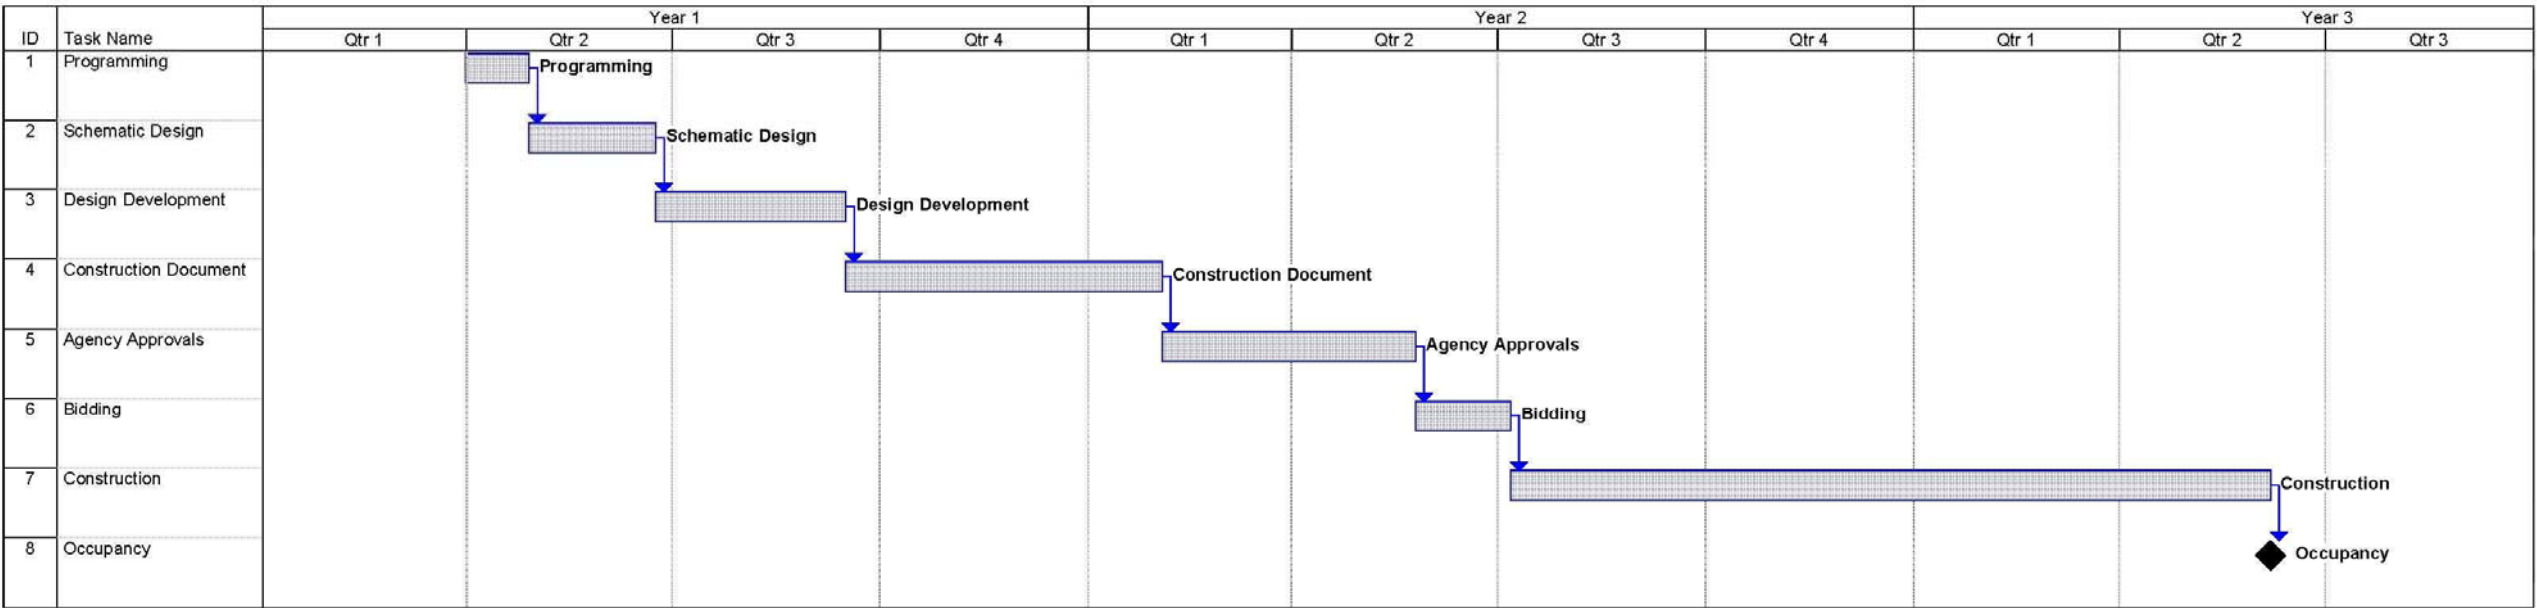 Year 1 Year 2 Year 3
ID Task Name Qtr 1 Qtr 2 Qtr 3 Qtr 4 Qtr 1 Qtr 2 Qtr 3 Qtr 4 Qtr 1 Qtr 2 Qtr 3
1 Programming Programming
2 Schematic Design Schematic Design
3 Design Development Design Development
4 Construction Document Construction Document
5 Agency Approvals Agency Approvals
6 Bidding Bidding
7 Construction Construction
8 Occupancy Occupancy